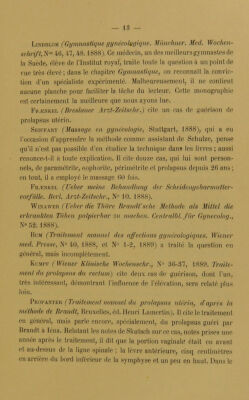 — 13 —
LINDBLOM (Gymnastique gynécologique. Münchner. Med. Wochen-
schrift, Nos 46, 47, 48, 1888). Ce médecin, un des meilleurs gymnastes de
la Suède, élève de l'Institut royal, traite toute la question à un point de
vue très élevé; dans le chapitre Gymnastique, on reconnaît la convic-
tion d'un spécialiste expérimenté. Malheureusement, il ne contient
aucune planche pour faciliter la tâche du lecteur. Cette monographie
est certainement la meilleure que nous ayons lue.
FRÄNKEL (Breslauer Ärzt-Zeitschr.) cite un cas de guérison de
prolapsus utérin.
SEIFFART (Massage en gynécologie, Stuttgart, 1888), qui a eu
l'occasion d'apprendre la méthode comme assistant de Schulze, pense
qu'il n'est pas possible d'en étudier la technique dans les livres; aussi
renonce-t-il à toute explication. Il cite douze cas, qui lui sont person-
nels, de paramétrite, oophorite, périmétrite et prolapsus depuis 26 ans;
en tout, il a employé le massage 60 fois.
FRÄNKEL (Ueber meine Behandlung der Scheidengebarmutter-
vorfälle. Berl. Ärzt-Zeitschr., No 10, 1888).
WINAWER (Ueber die Thüre Brandt'sche Methode als Mittel die
erkrankten Tüben palpirbar zu machen. Centralbl. für Gynecolog.,
No 52, 1888).
BUM (Traitement manuel des affections gynécologiques. Wiener
med. Presse, No 40, 1888, et Nos 1-2, 1889) a traité la question en
général, mais incomplètement.
KUMPF (Wiener Klinische Wochenschr., Nos 36-37, 1889. Traite-
ment du prolapsus du rectum) cite deux cas de guérison, dont l'un,
très intéressant, démontrant l'influence de l'élévation, sera relaté plus
loin.
PROFANTER (Traitement manuel du prolapsus utérin, d'après la
méthode de Brandt, Bruxelles, éd. Henri Lamertin). Il cite le traitement
en général, mais parle encore, spécialement, du prolapsus guéri par
Brandt à Iéna. Relatant les notes de Skutsch sur ce cas, notes prises une
année après le traitement, il dit que la portion vaginale était en avant
et au-dessus de la ligne spinale; la lèvre antérieure, cinq centimètres
en arrière du bord inférieur de la symphyse et un peu en haut. Dans le